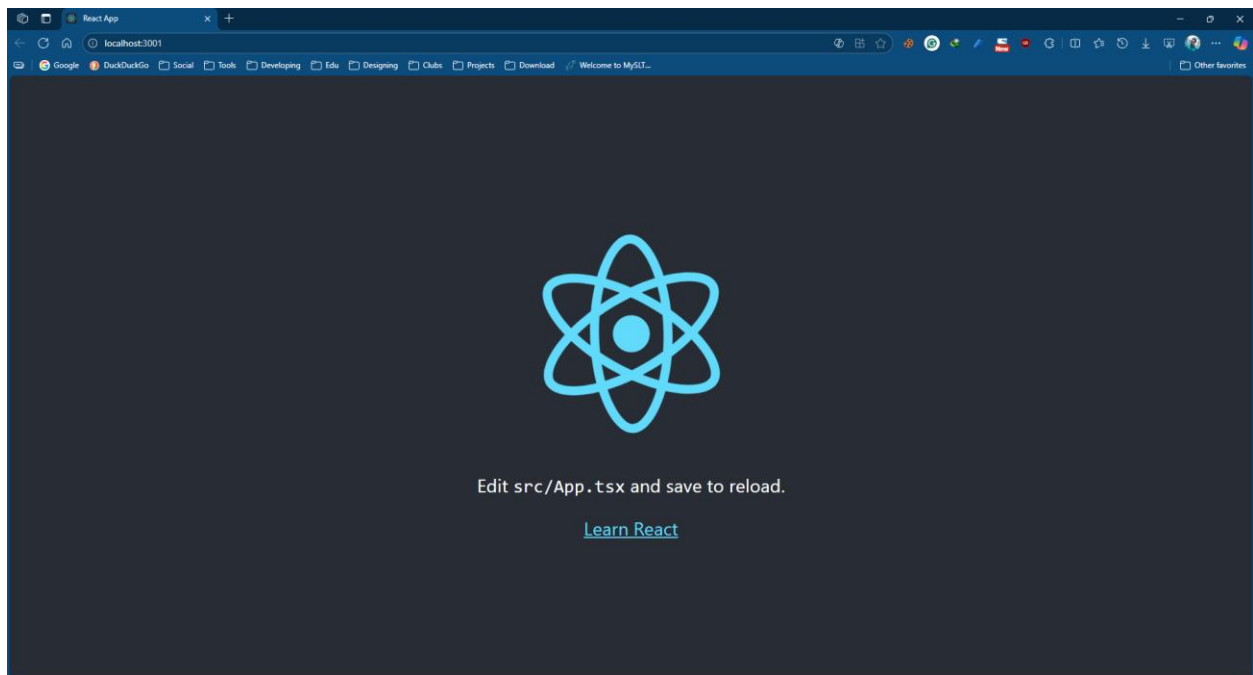 React App
localhost:3001
Google DuckDuckGo Social Tools Developing Edu Designing Clubs Projects Download Welcome to MySLT... Other favorites
New
Edit src/App.tsx and save to reload.
Learn React